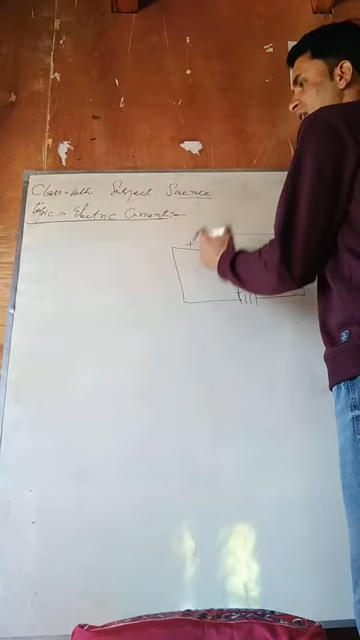 Class-10th Subject: Science
Topic => Electric Current:-
+